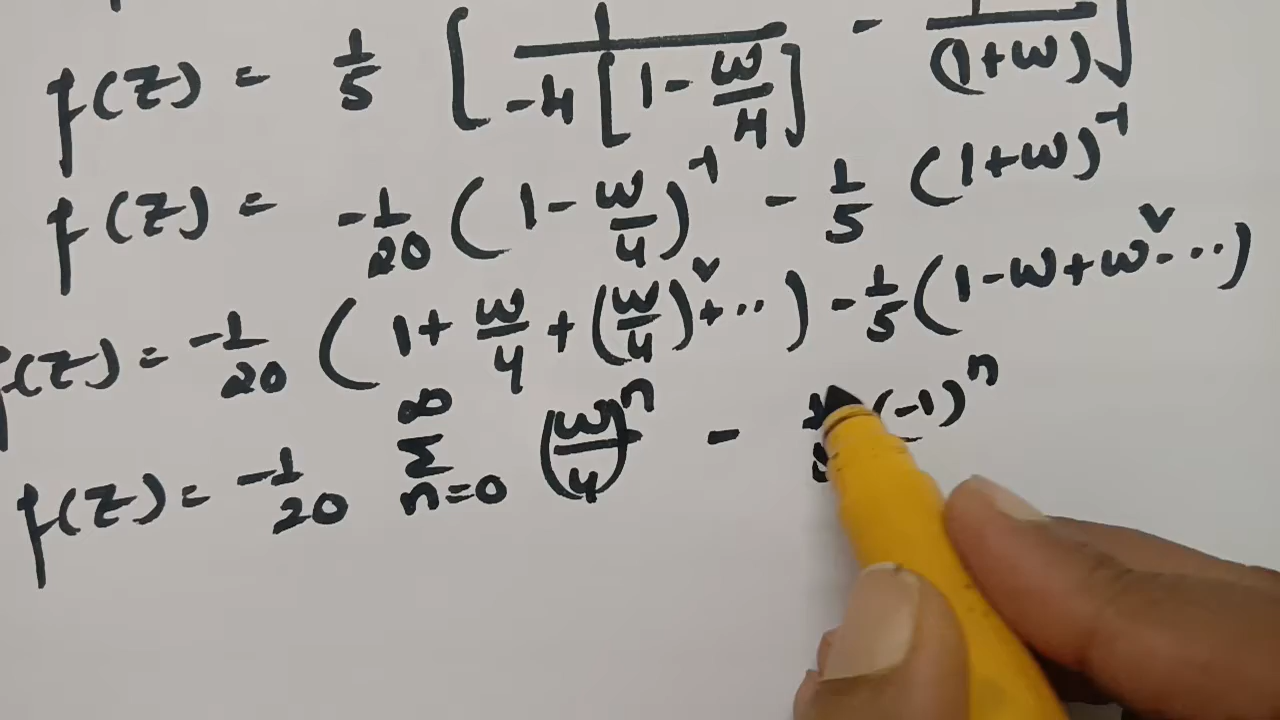 f(z) = 1/5 [ 1/(-4[1 - w/4]) - 1/(1+w) ]
f(z) = -1/20 (1 - w/4)^-1 - 1/5 (1+w)^-1
f(z) = -1/20 (1 + w/4 + (w/4)^2 + ...) - 1/5 (1 - w + w^2 - ...)
f(z) = -1/20 ∞Σn=0 (w/4)^n - (-1)^n